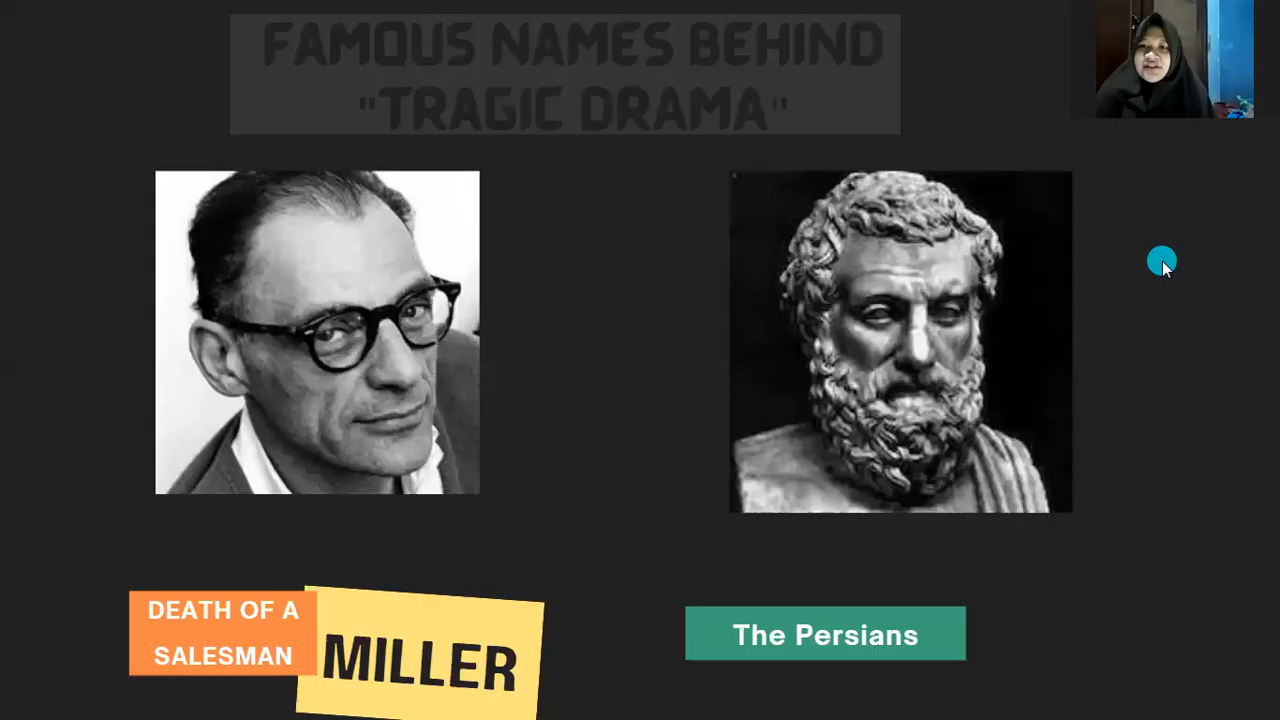 FAMOUS NAMES BEHIND
"TRAGIC DRAMA"
DEATH OF A
SALESMAN
MILLER
The Persians